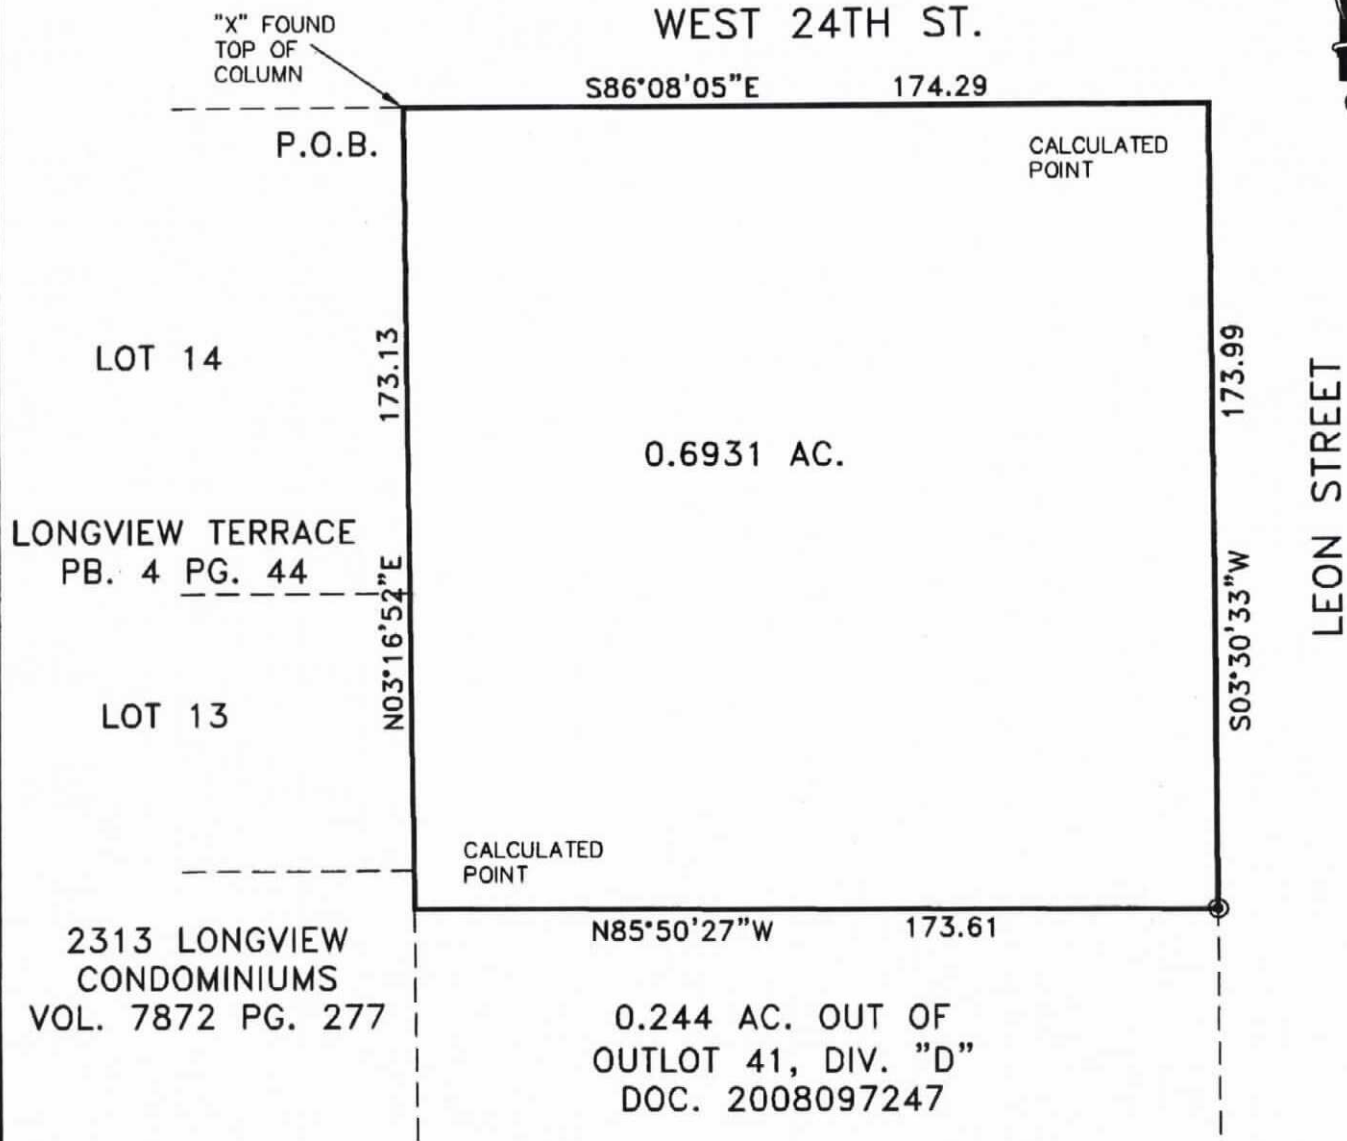 "X" FOUND
TOP OF
COLUMN
WEST 24TH ST.
S86°08'05"E 174.29
P.O.B.
CALCULATED
POINT
LOT 14
173.13
173.99
0.6931 AC.
LEON STREET
LONGVIEW TERRACE
PB. 4 PG. 44
N03°16'52"E
S03°30'33"W
LOT 13
CALCULATED
POINT
N85°50'27"W 173.61
2313 LONGVIEW
CONDOMINIUMS
VOL. 7872 PG. 277
0.244 AC. OUT OF
OUTLOT 41, DIV. "D"
DOC. 2008097247